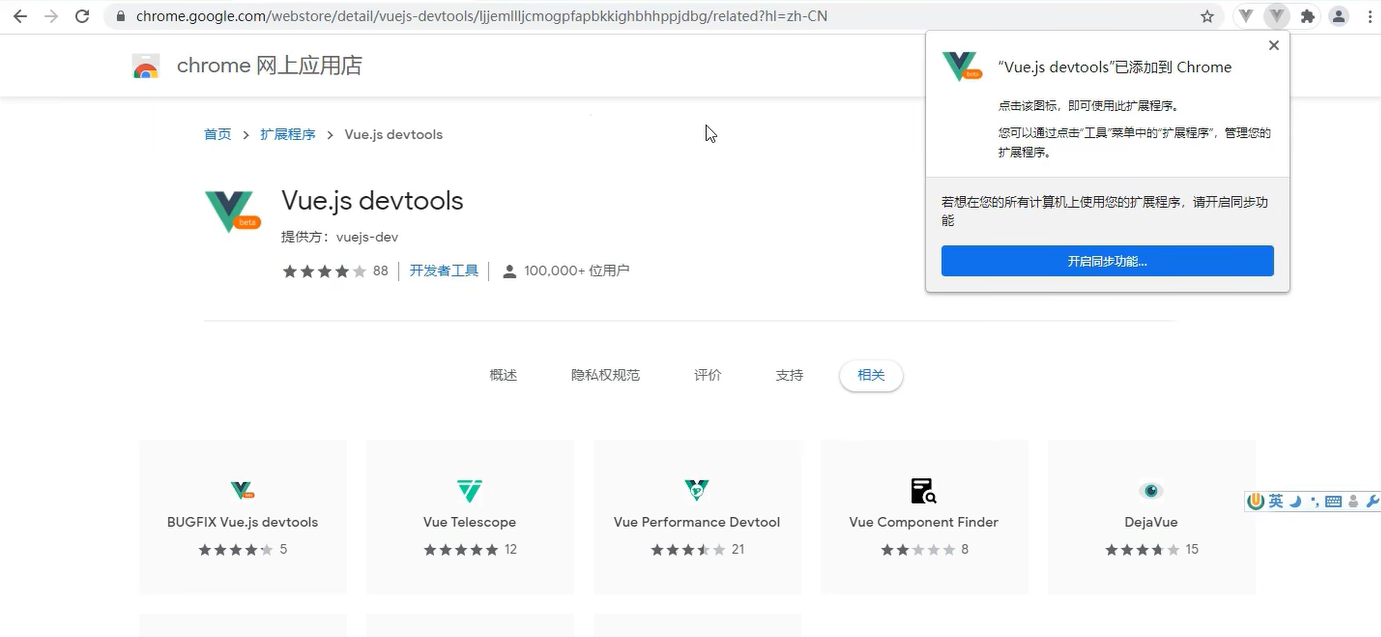 chrome.google.com/webstore/detail/vuejs-devtools/ljjemllljcmogpfapbkkighbhhppjdbg/related?hl=zh-CN
chrome 网上应用店
“Vue.js devtools”已添加到 Chrome
点击该图标，即可使用此扩展程序。
您可以通过点击“工具”菜单中的“扩展程序”，管理您的
扩展程序。
若想在您的所有计算机上使用您的扩展程序，请开启同步功
能
开启同步功能...
首页 > 扩展程序 > Vue.js devtools
beta
Vue.js devtools
beta
提供方：vuejs-dev
88 开发者工具 100,000+ 位用户
概述 隐私权规范 评价 支持 相关
BUGFIX Vue.js devtools
5
Vue Telescope
12
Vue Performance Devtool
21
Vue Component Finder
8
DejaVue
15
英